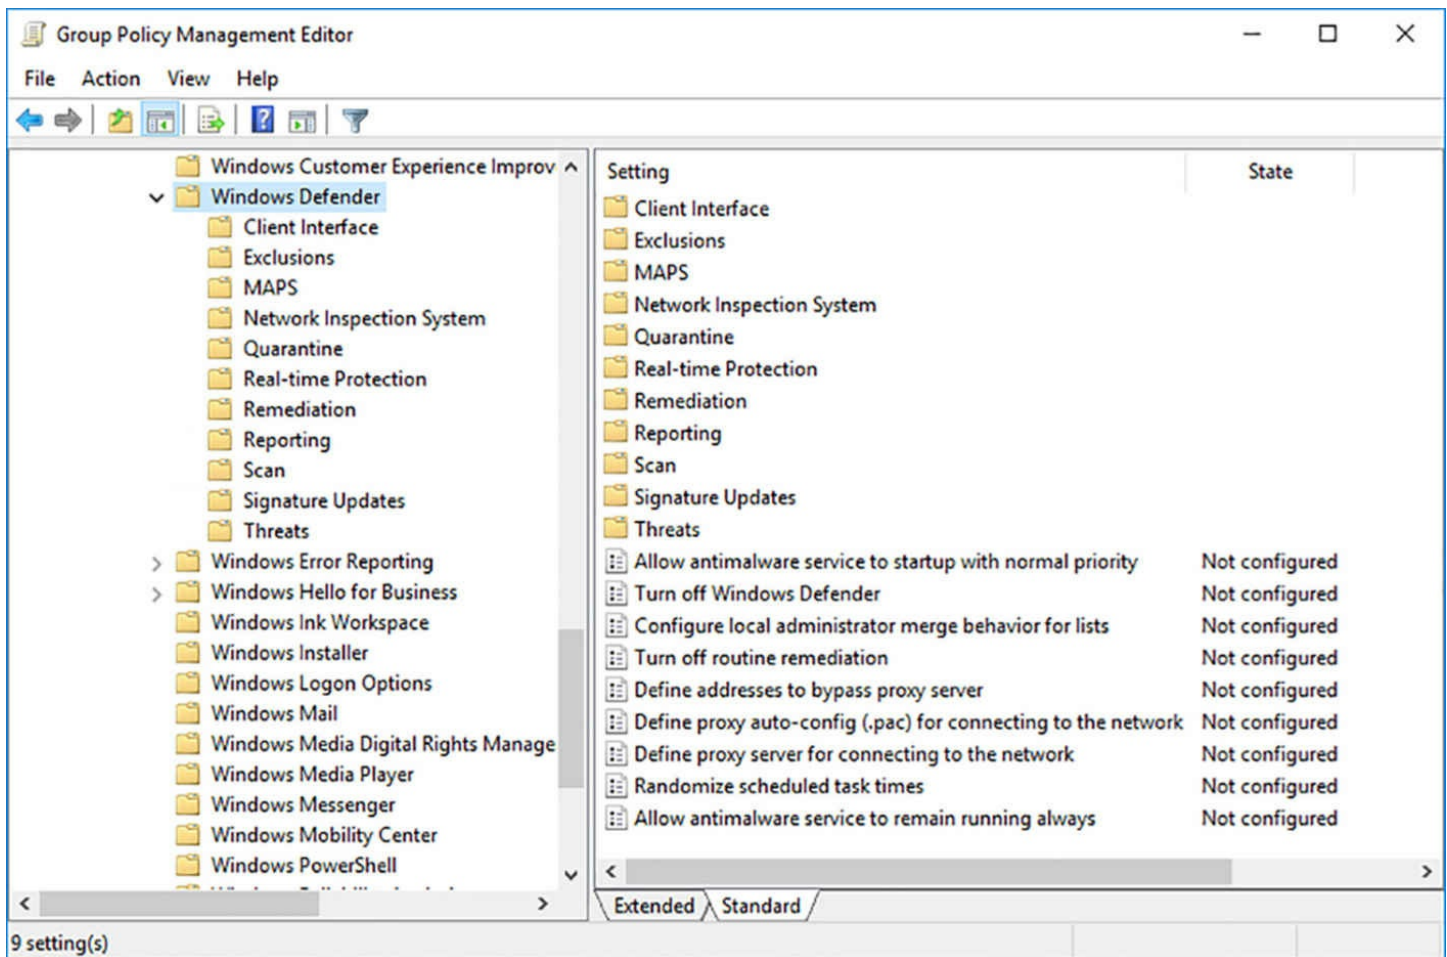 Group Policy Management Editor
File Action View Help
Windows Customer Experience Improv
Windows Defender
Client Interface
Exclusions
MAPS
Network Inspection System
Quarantine
Real-time Protection
Remediation
Reporting
Scan
Signature Updates
Threats
Windows Error Reporting
Windows Hello for Business
Windows Ink Workspace
Windows Installer
Windows Logon Options
Windows Mail
Windows Media Digital Rights Manage
Windows Media Player
Windows Messenger
Windows Mobility Center
Windows PowerShell
Setting State
Client Interface
Exclusions
MAPS
Network Inspection System
Quarantine
Real-time Protection
Remediation
Reporting
Scan
Signature Updates
Threats
Allow antimalware service to startup with normal priority Not configured
Turn off Windows Defender Not configured
Configure local administrator merge behavior for lists Not configured
Turn off routine remediation Not configured
Define addresses to bypass proxy server Not configured
Define proxy auto-config (.pac) for connecting to the network Not configured
Define proxy server for connecting to the network Not configured
Randomize scheduled task times Not configured
Allow antimalware service to remain running always Not configured
Extended Standard
9 setting(s)